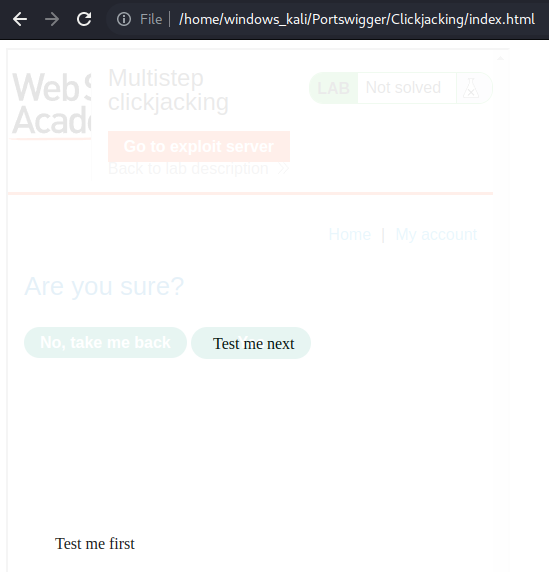 File | /home/windows_kali/Portswigger/Clickjacking/index.html
Web S
Acade
Multistep
clickjacking
LAB Not solved
Go to exploit server
Back to lab description
Home | My account
Are you sure?
No, take me back Test me next
Test me first